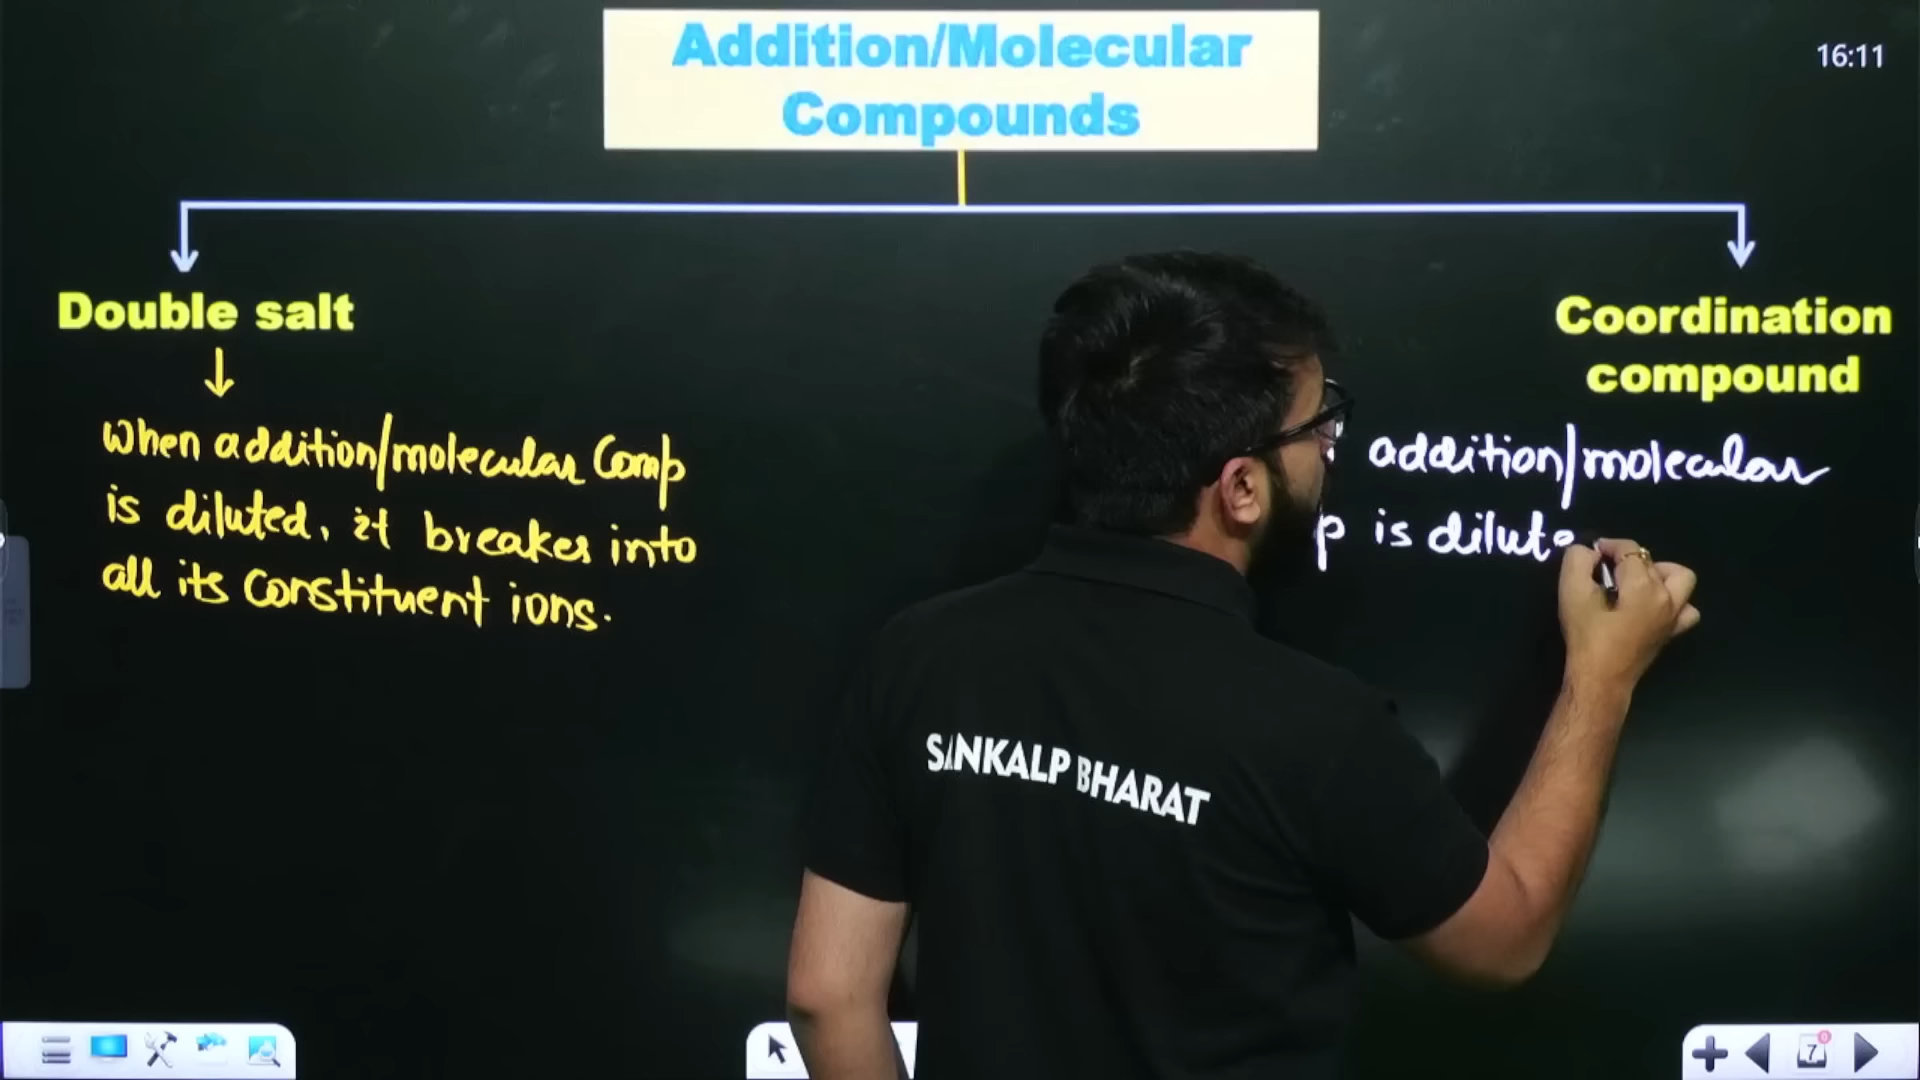 Addition/Molecular
Compounds
16:11
Double salt
Coordination
compound
When addition/molecular Comp
is diluted, it breakes into
all its constituent ions.
addition/molecular
p is dilute
SANKALP BHARAT
7